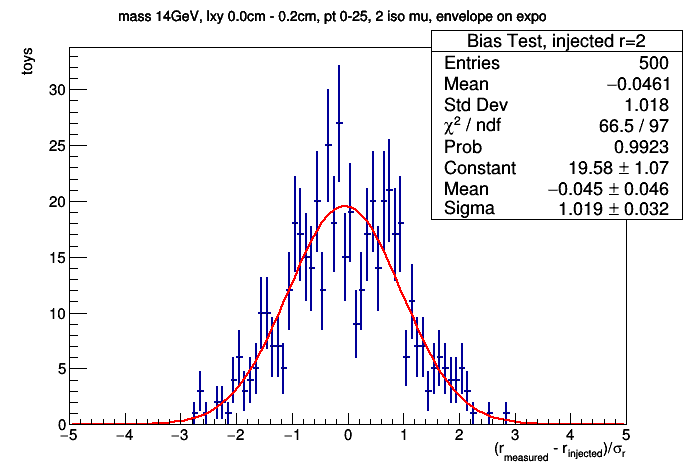 mass 14GeV, lxy 0.0cm - 0.2cm, pt 0-25, 2 iso mu, envelope on expo
Bias Test, injected r=2
Entries 500
Mean −0.0461
Std Dev 1.018
χ² / ndf 66.5 / 97
Prob 0.9923
Constant 19.58 ± 1.07
Mean −0.045 ± 0.046
Sigma 1.019 ± 0.032
toys
30
25
20
15
10
5
0
−5 −4 −3 −2 −1 0 1 2 3 4 5
(r_measured - r_injected)/σ_r